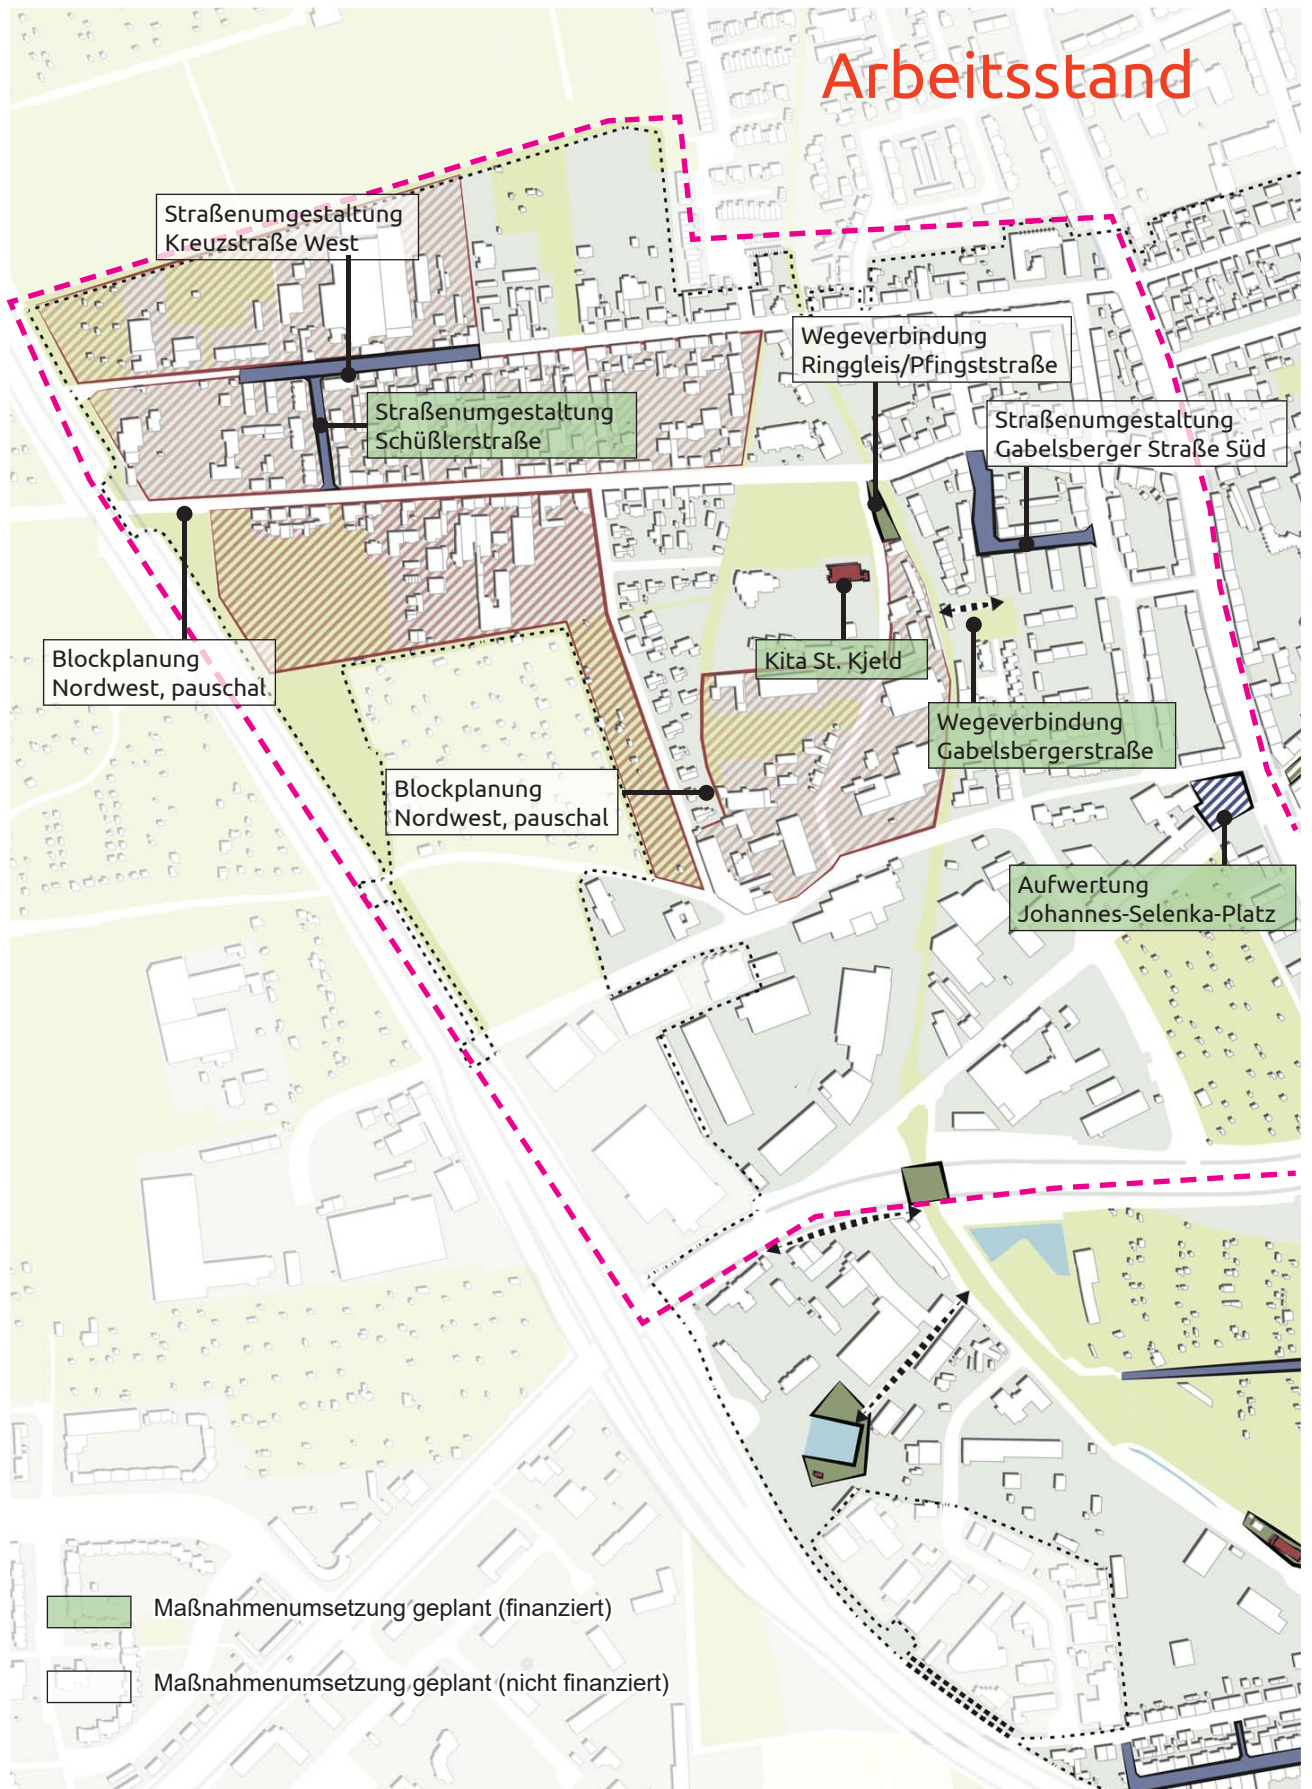 Arbeitsstand
Straßenumgestaltung
Kreuzstraße West
Wegeverbindung
Ringgleis/Pfingststraße
Straßenumgestaltung
Schüßlerstraße
Straßenumgestaltung
Gabelsberger Straße Süd
Blockplanung
Nordwest, pauschal
Kita St. Kjeld
Wegeverbindung
Gabelsbergerstraße
Blockplanung
Nordwest, pauschal
Aufwertung
Johannes-Selenka-Platz
Maßnahmenumsetzung geplant (finanziert)
Maßnahmenumsetzung geplant (nicht finanziert)